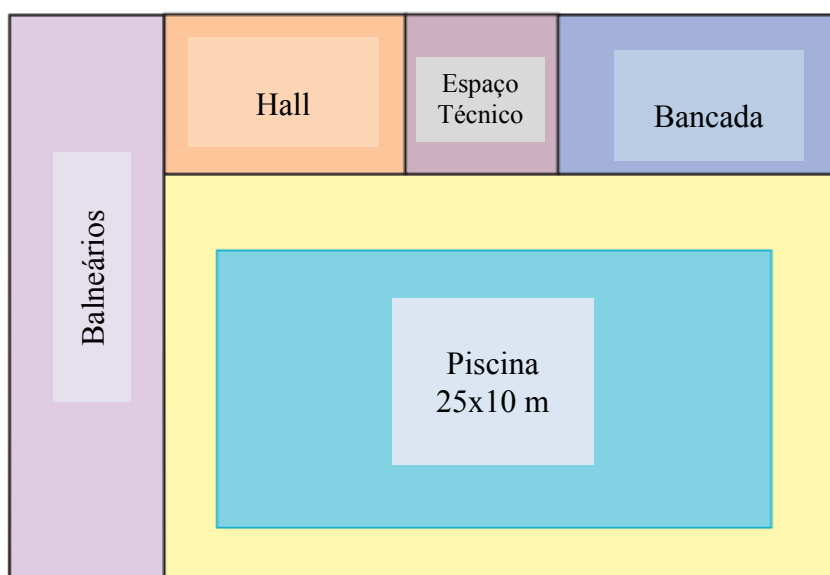 Hall
Espaço
Técnico
Bancada
Balneários
Piscina
25x10 m